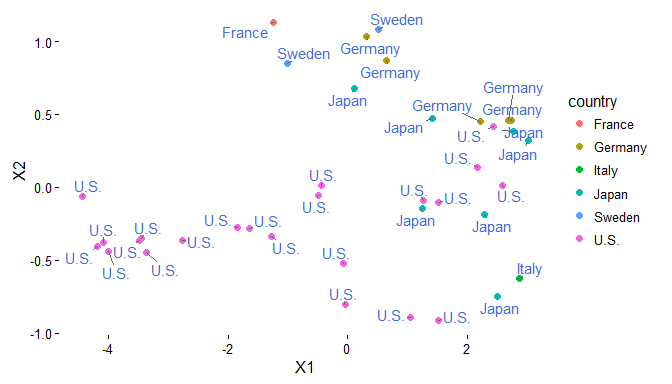 Sweden
France
1.0
Germany
Sweden
Germany
Germany
Japan
Germany
Germany
country
0.5
Japan
U.S.
Japan
France
Japan
Germany
U.S.
X2
U.S.
Italy
U.S.
0.0
U.S.
U.S.
U.S.
Japan
U.S.
Japan
Sweden
Japan
U.S.
U.S.
U.S.
U.S.
U.S.
U.S.
U.S.
U.S.
U.S.
-0.5
U.S.
U.S.
Italy
U.S.
Japan
U.S.
U.S.
-1.0
-4
-2
0
2
X1